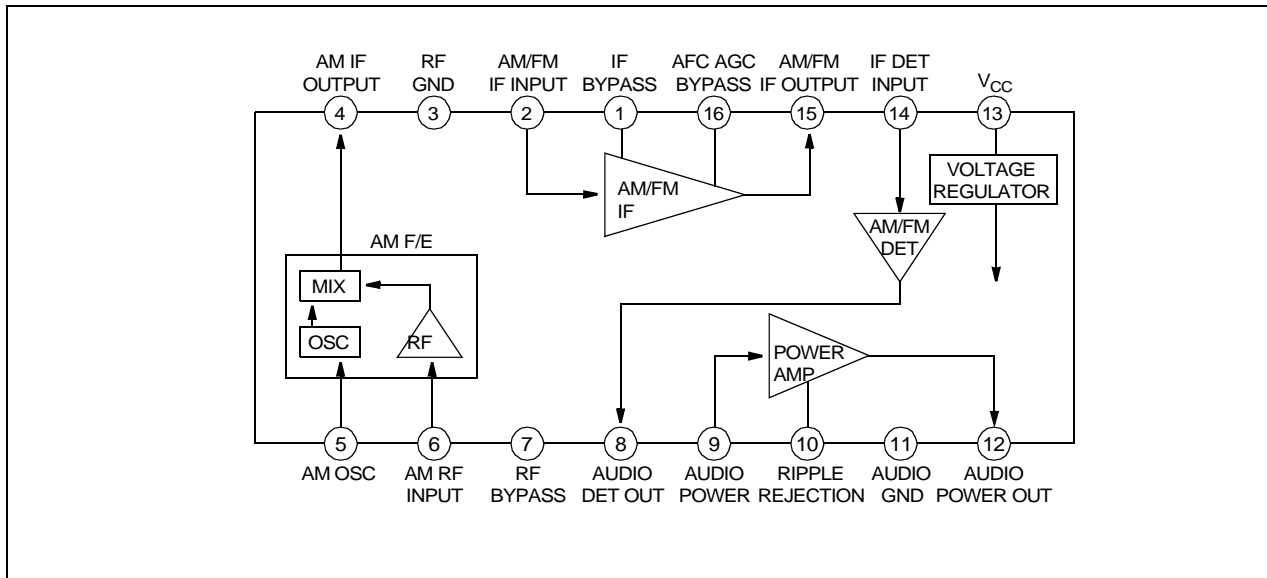 AM IF
OUTPUT
RF
GND
AM/FM
IF INPUT
IF
BYPASS
AFC AGC
BYPASS
AM/FM
IF OUTPUT
IF DET
INPUT
VCC
4
3
2
1
16
15
14
13
AM/FM
IF
VOLTAGE
REGULATOR
AM/FM
DET
AM F/E
MIX
OSC
RF
POWER
AMP
5
6
7
8
9
10
11
12
AM OSC
AM RF
INPUT
RF
BYPASS
AUDIO
DET OUT
AUDIO
POWER
RIPPLE
REJECTION
AUDIO
GND
AUDIO
POWER OUT